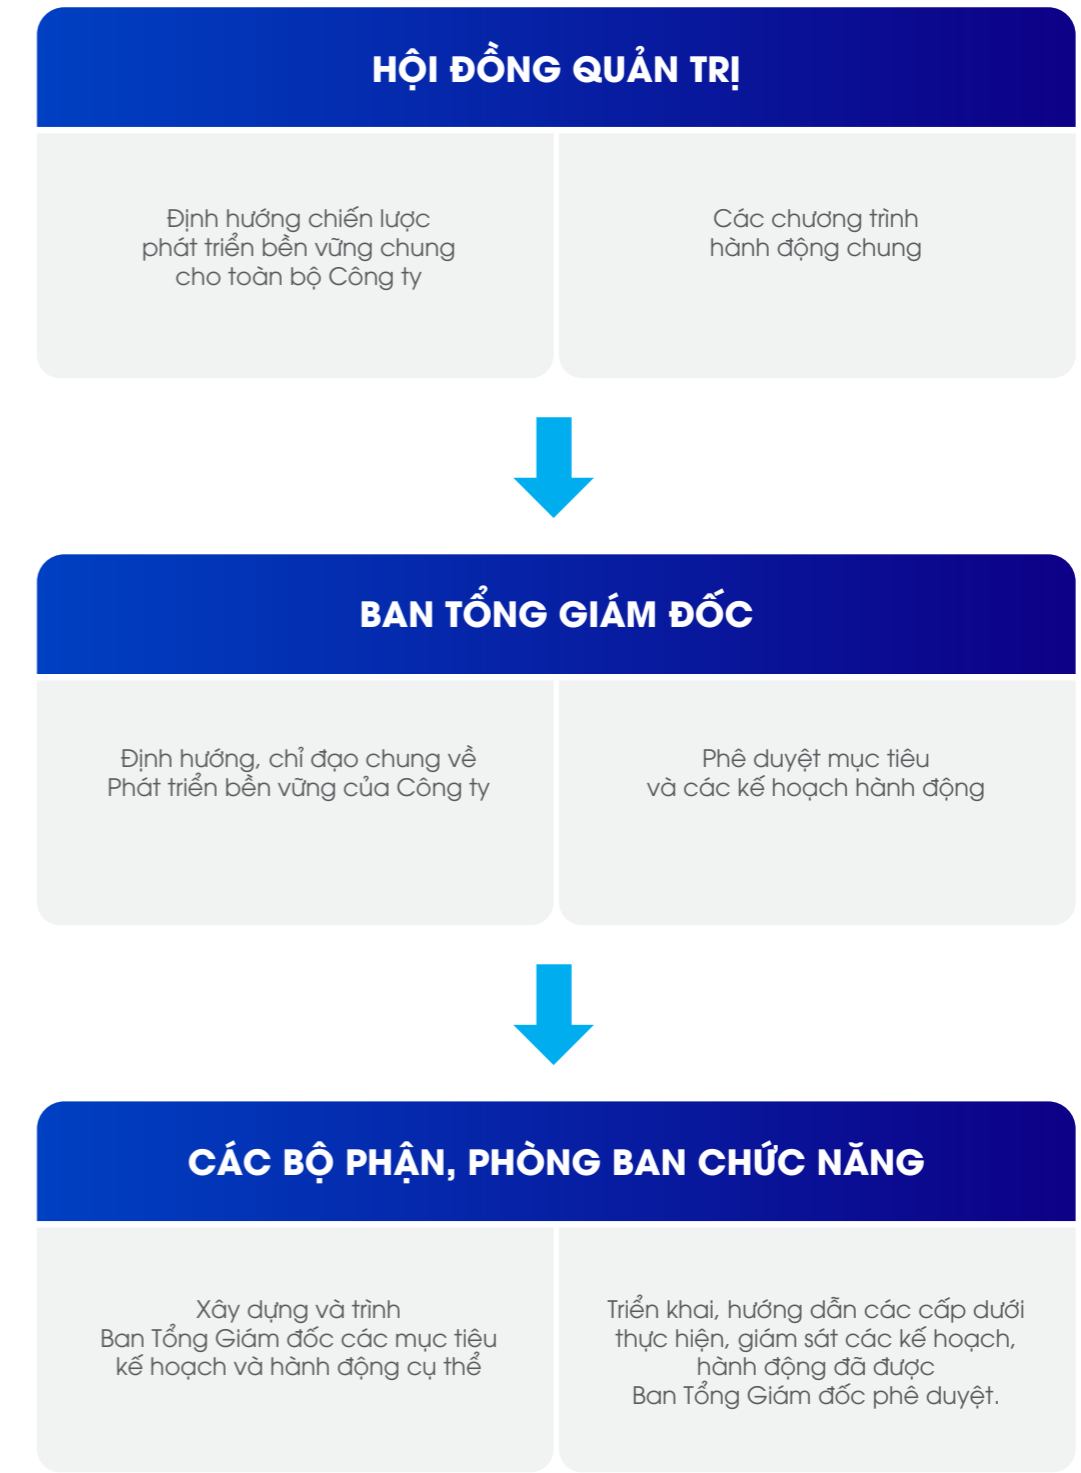 HỘI ĐỒNG QUẢN TRỊ
Định hướng chiến lược
phát triển bền vững chung
cho toàn bộ Công ty
Các chương trình
hành động chung
BAN TỔNG GIÁM ĐỐC
Định hướng, chỉ đạo chung về
Phát triển bền vững của Công ty
Phê duyệt mục tiêu
và các kế hoạch hành động
CÁC BỘ PHẬN, PHÒNG BAN CHỨC NĂNG
Xây dựng và trình
Ban Tổng Giám đốc các mục tiêu
kế hoạch và hành động cụ thể
Triển khai, hướng dẫn các cấp dưới
thực hiện, giám sát các kế hoạch,
hành động đã được
Ban Tổng Giám đốc phê duyệt.